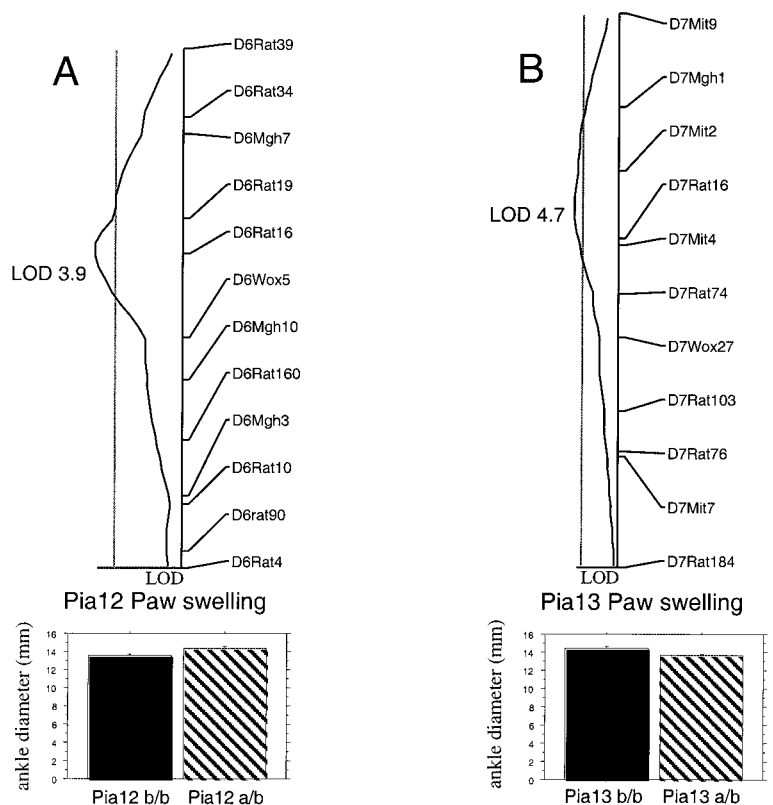 A
D6Rat39
D6Rat34
D6Mgh7
D6Rat19
D6Rat16
LOD 3.9
D6Wox5
D6Mgh10
D6Rat160
D6Mgh3
D6Rat10
D6rat90
D6Rat4
LOD
Pia12 Paw swelling
ankle diameter (mm)
16
14
12
10
8
6
4
2
0
Pia12 b/b Pia12 a/b
B
D7Mit9
D7Mgh1
D7Mit2
D7Rat16
LOD 4.7
D7Mit4
D7Rat74
D7Wox27
D7Rat103
D7Rat76
D7Mit7
D7Rat184
LOD
Pia13 Paw swelling
ankle diameter (mm)
16
14
12
10
8
6
4
2
0
Pia13 b/b Pia13 a/b